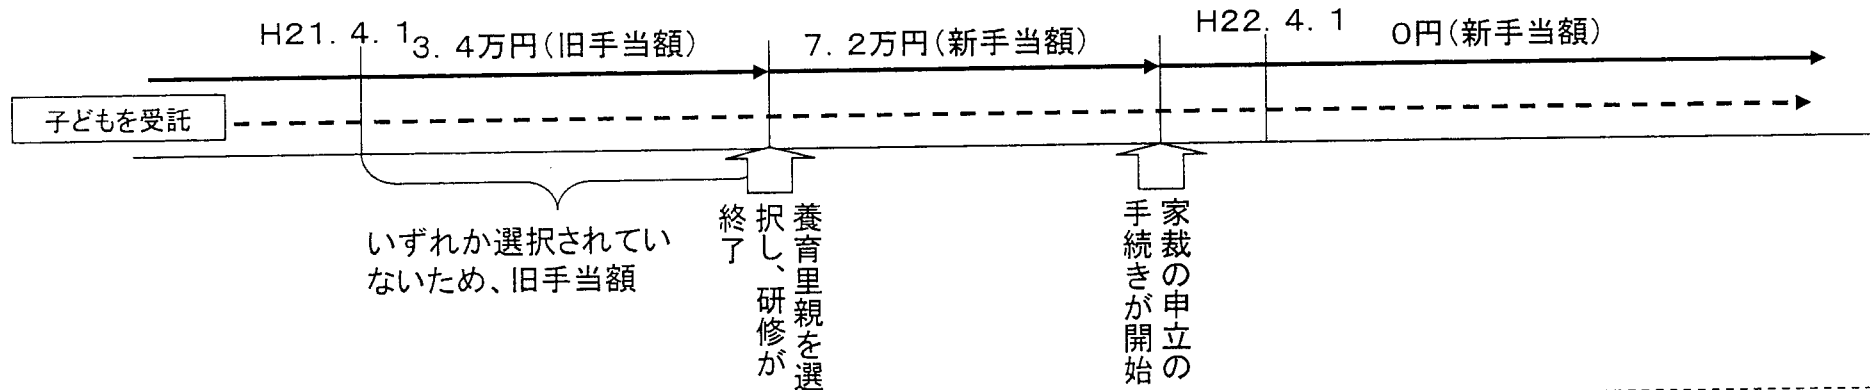 H21.4.1
3.4万円(旧手当額)
7.2万円(新手当額)
H22.4.1
0円(新手当額)
子どもを受託
いずれか選択されてい
ないため、旧手当額
養育里親を選
択し、研修が
終了
家裁の申立の
手続きが開始